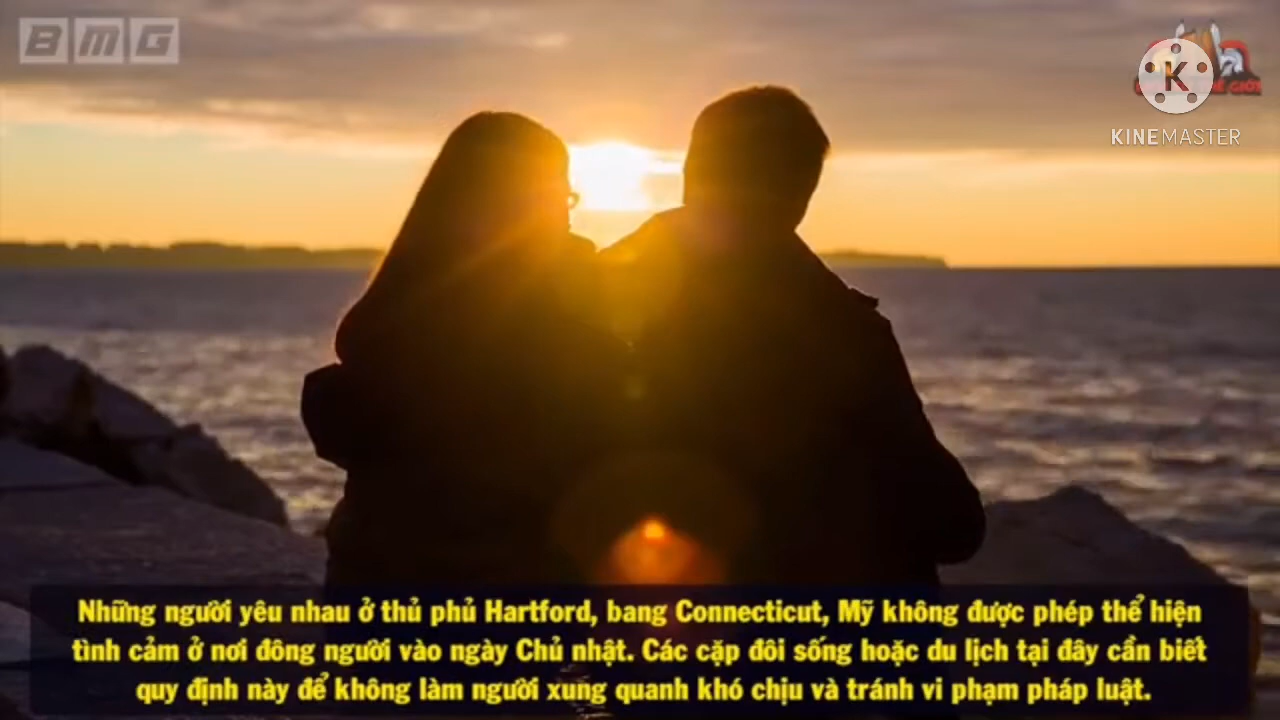 BMG
K
KINEMASTER
Những người yêu nhau ở thủ phủ Hartford, bang Connecticut, Mỹ không được phép thể hiện
tình cảm ở nơi đông người vào ngày Chủ nhật. Các cặp đôi sống hoặc du lịch tại đây cần biết
quy định này để không làm người xung quanh khó chịu và tránh vi phạm pháp luật.